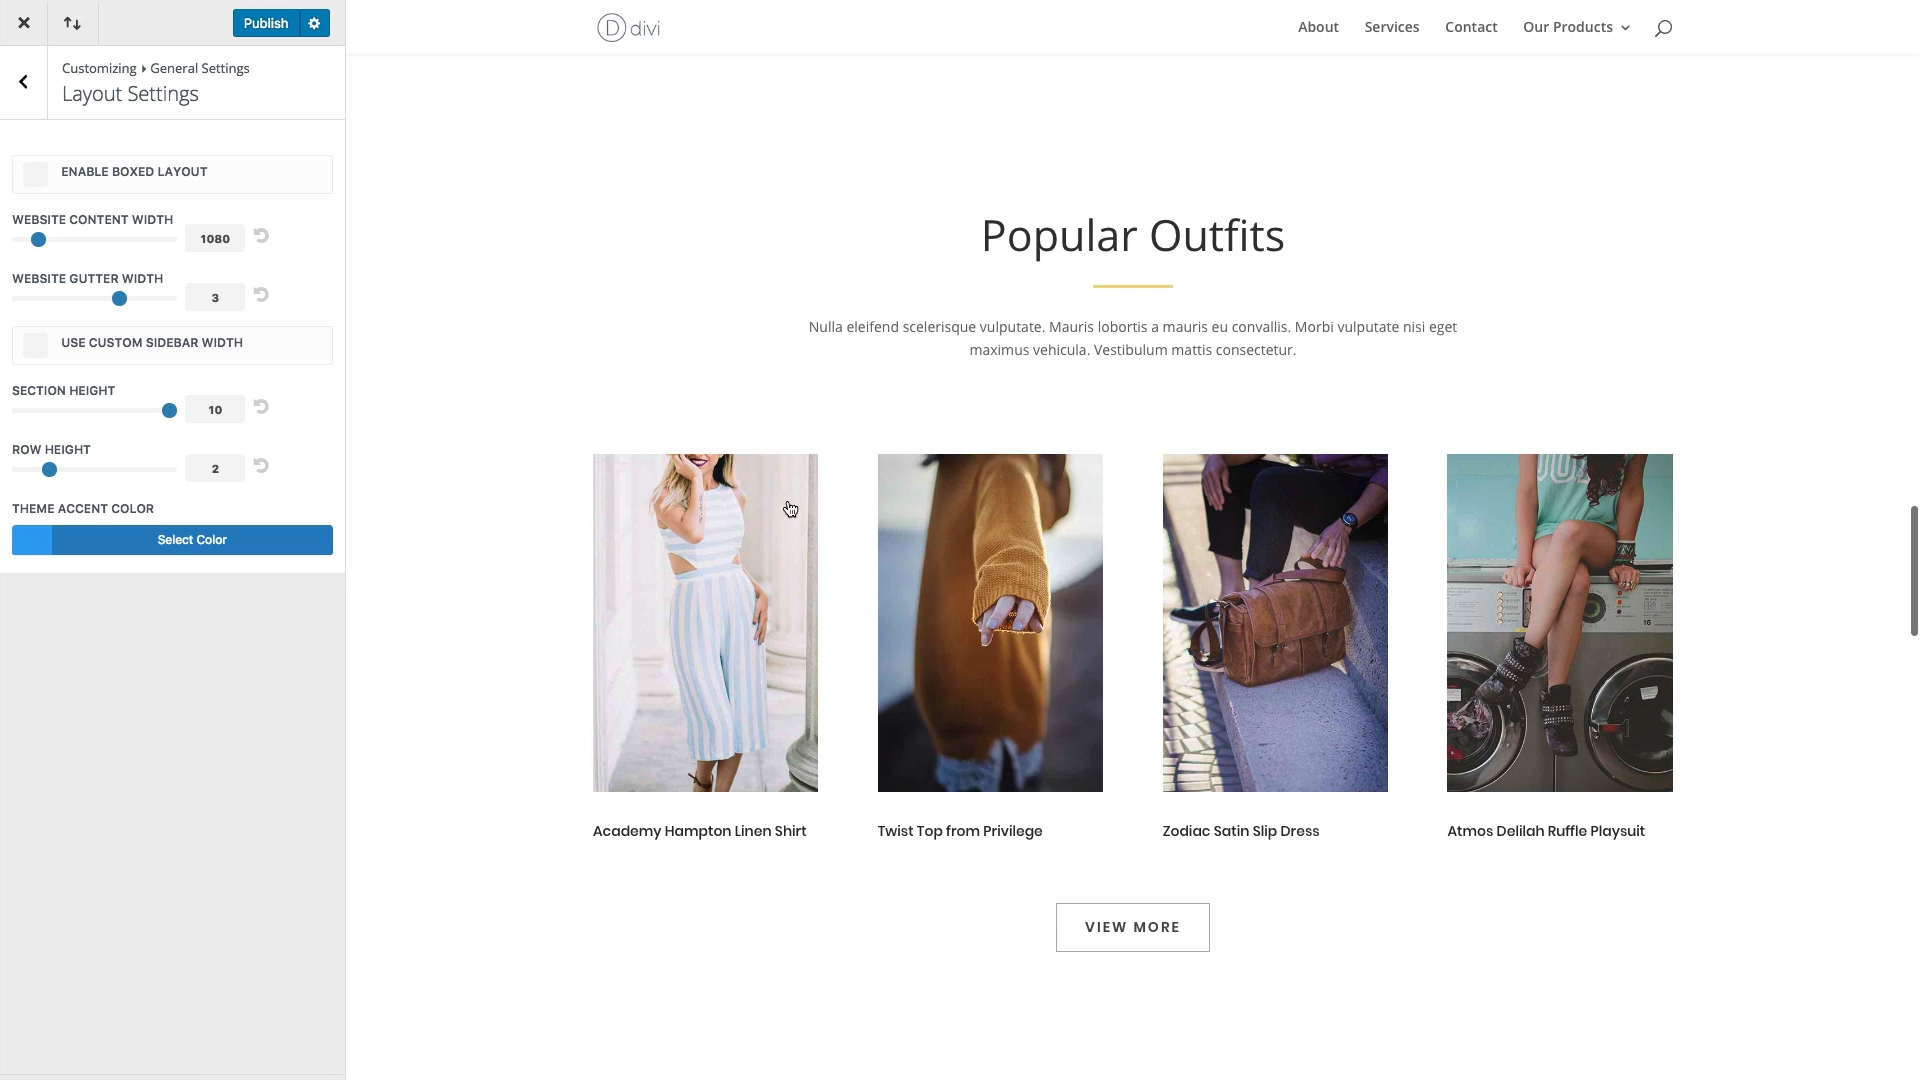 Publish
Customizing General Settings
Layout Settings
ENABLE BOXED LAYOUT
WEBSITE CONTENT WIDTH
1080
WEBSITE GUTTER WIDTH
3
USE CUSTOM SIDEBAR WIDTH
SECTION HEIGHT
10
ROW HEIGHT
2
THEME ACCENT COLOR
Select Color
D divi
About Services Contact Our Products
Popular Outfits
Nulla eleifend scelerisque vulputate. Mauris lobortis a mauris eu convallis. Morbi vulputate nisi eget
maximus vehicula. Vestibulum mattis consectetur.
16
Academy Hampton Linen Shirt
Twist Top from Privilege
Zodiac Satin Slip Dress
Atmos Delilah Ruffle Playsuit
VIEW MORE